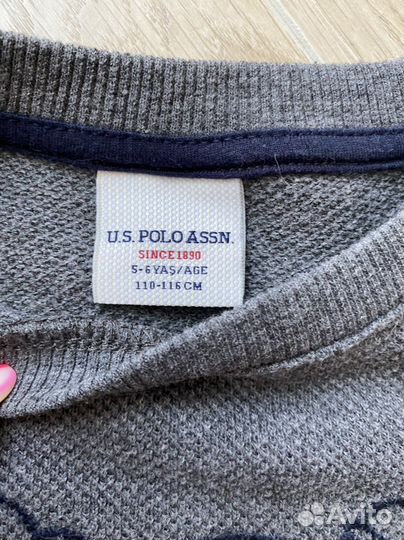 U.S. POLO ASSN.
SINCE 1890
5-6 YAŞ/AGE
110-116 CM
Avito